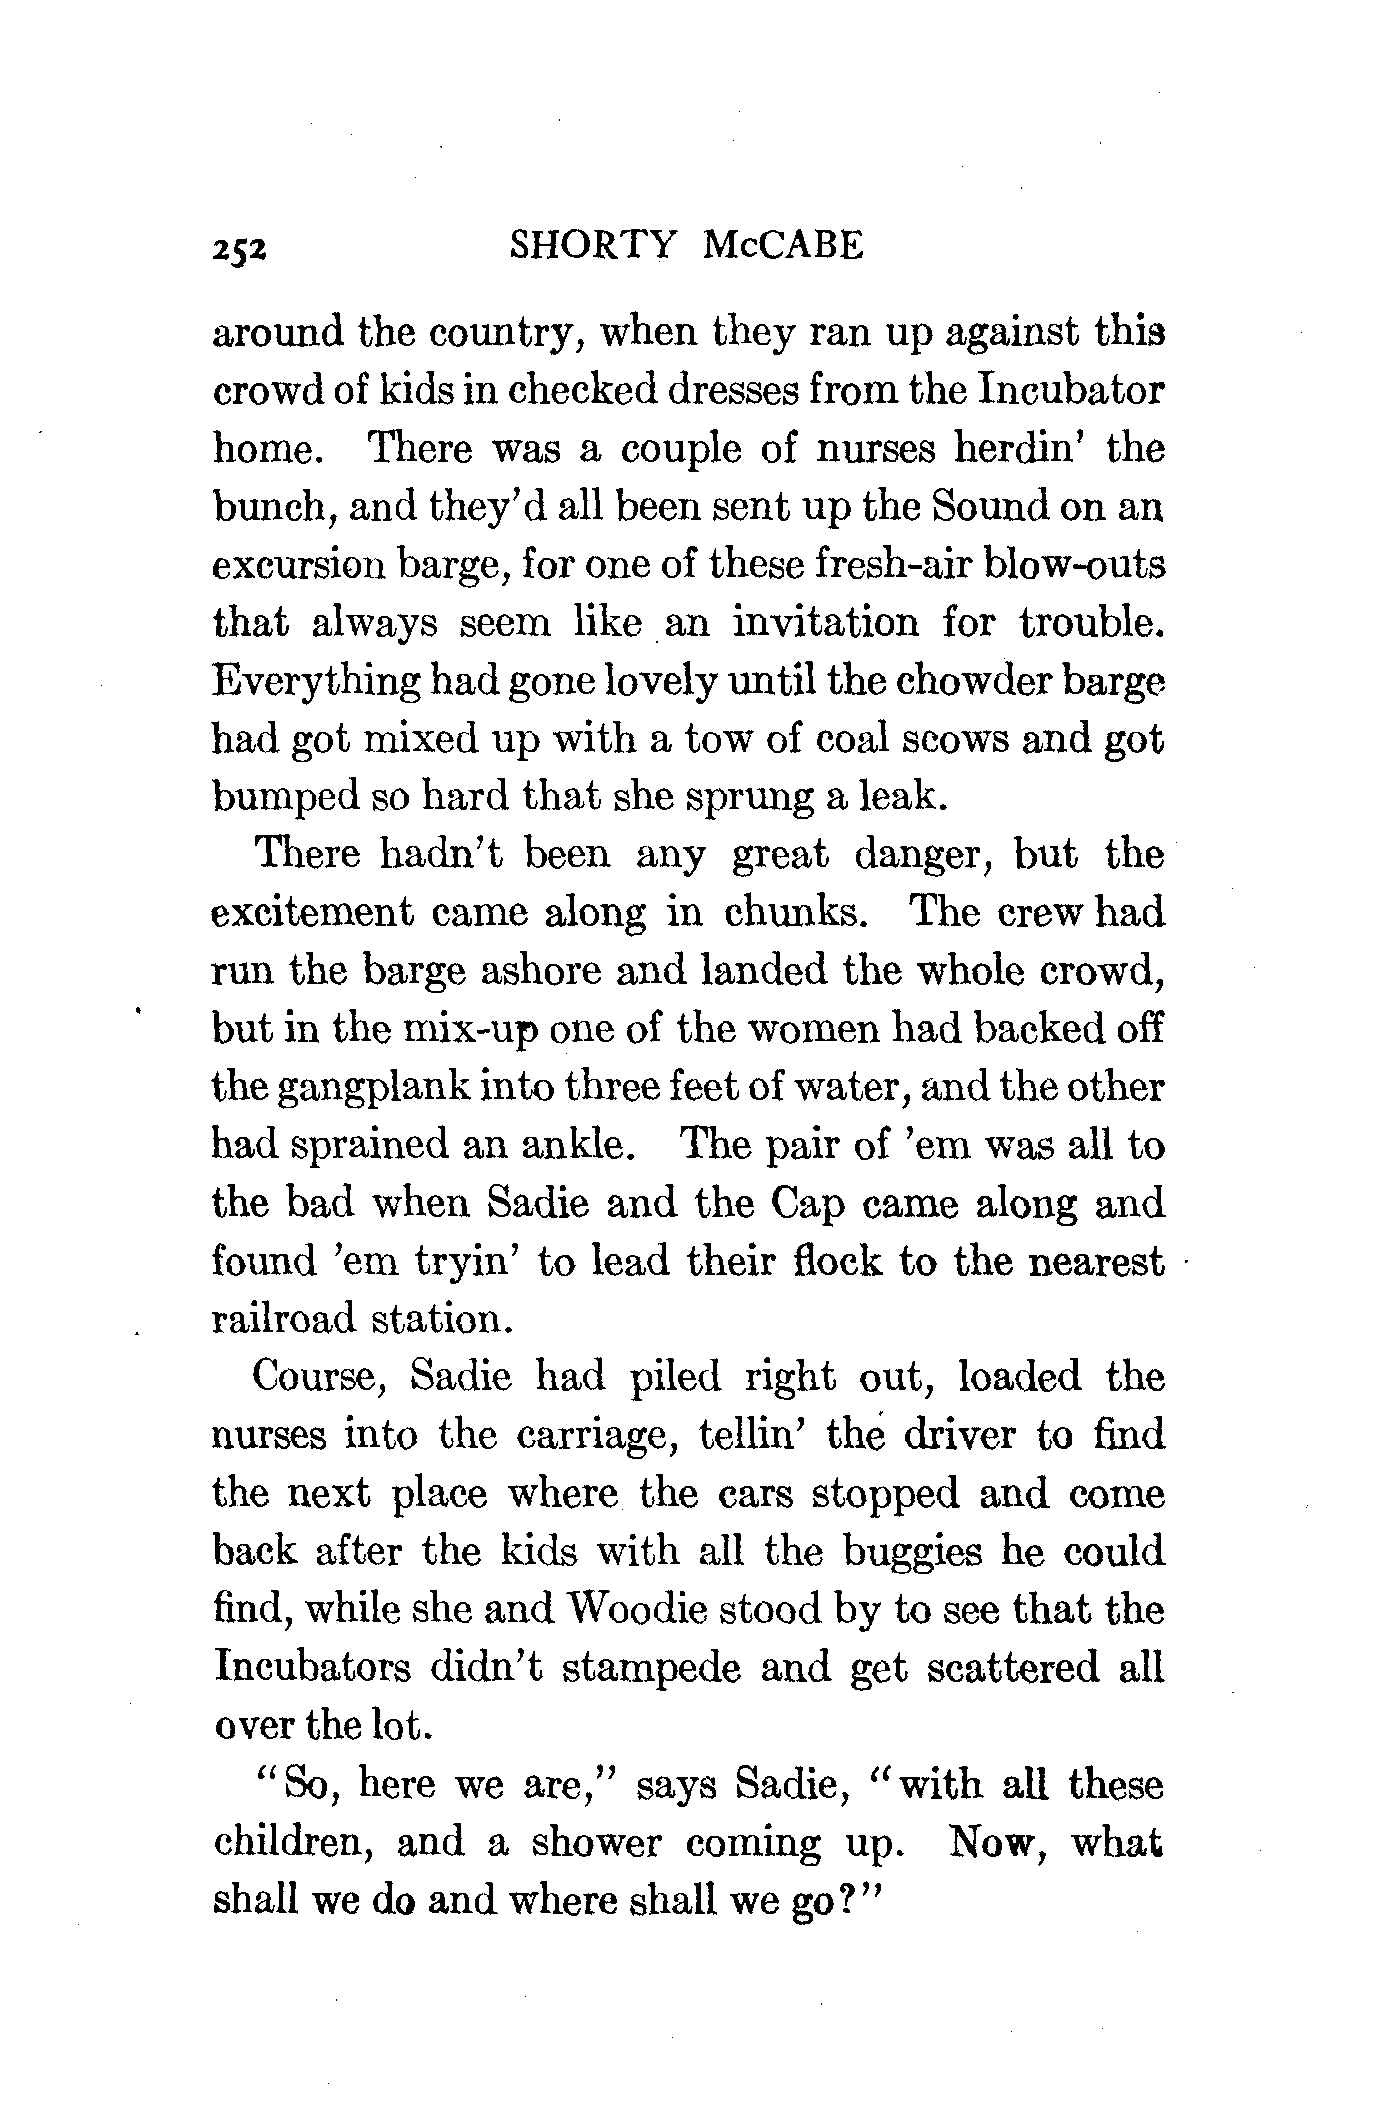 252 SHORTY McCABE
around the country, when they ran up against this
crowd of kids in checked dresses from the Incubator
home. There was a couple of nurses herdin' the
bunch, and they'd all been sent up the Sound on an
excursion barge, for one of these fresh-air blow-outs
that always seem like an invitation for trouble.
Everything had gone lovely until the chowder barge
had got mixed up with a tow of coal scows and got
bumped so hard that she sprung a leak.
There hadn't been any great danger, but the
excitement came along in chunks. The crew had
run the barge ashore and landed the whole crowd,
but in the mix-up one of the women had backed off
the gangplank into three feet of water, and the other
had sprained an ankle. The pair of 'em was all to
the bad when Sadie and the Cap came along and
found 'em tryin' to lead their flock to the nearest
railroad station.
Course, Sadie had piled right out, loaded the
nurses into the carriage, tellin' the driver to find
the next place where the cars stopped and come
back after the kids with all the buggies he could
find, while she and Woodie stood by to see that the
Incubators didn't stampede and get scattered all
over the lot.
"So, here we are," says Sadie, "with all these
children, and a shower coming up. Now, what
shall we do and where shall we go?"